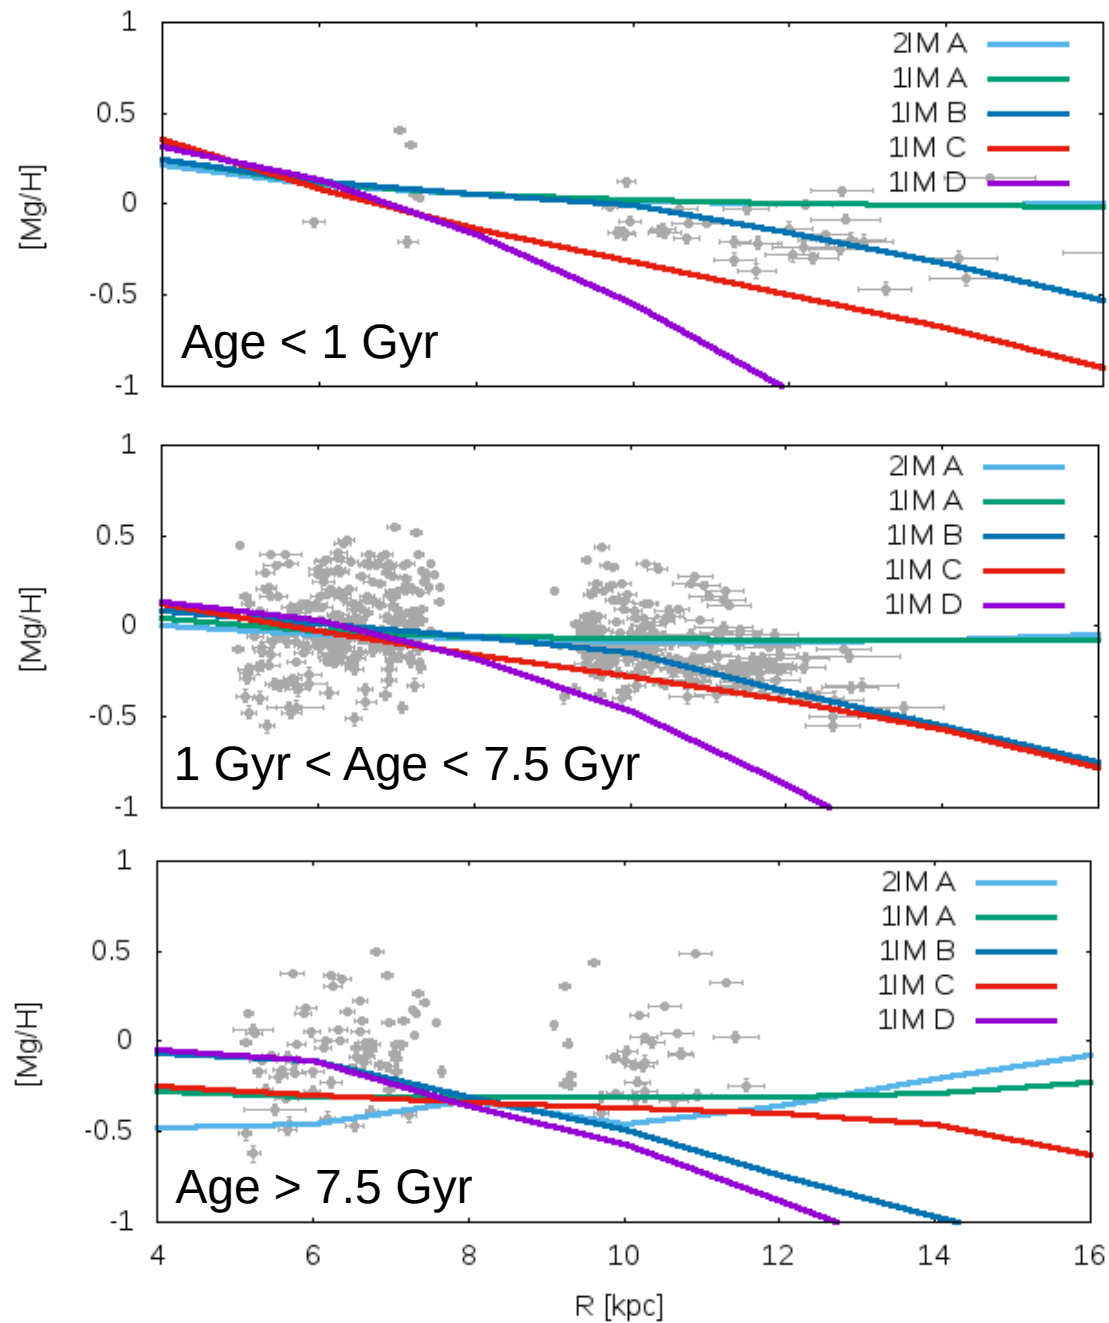 1
2IM A
1IM A
0.5
1IM B
1IM C
1IM D
0
[Mg/H]
-0.5
Age < 1 Gyr
-1
1
2IM A
1IM A
0.5
1IM B
1IM C
1IM D
0
[Mg/H]
-0.5
1 Gyr < Age < 7.5 Gyr
-1
1
2IM A
1IM A
0.5
1IM B
1IM C
1IM D
0
[Mg/H]
-0.5
Age > 7.5 Gyr
-1
4 6 8 10 12 14 16
R [kpc]